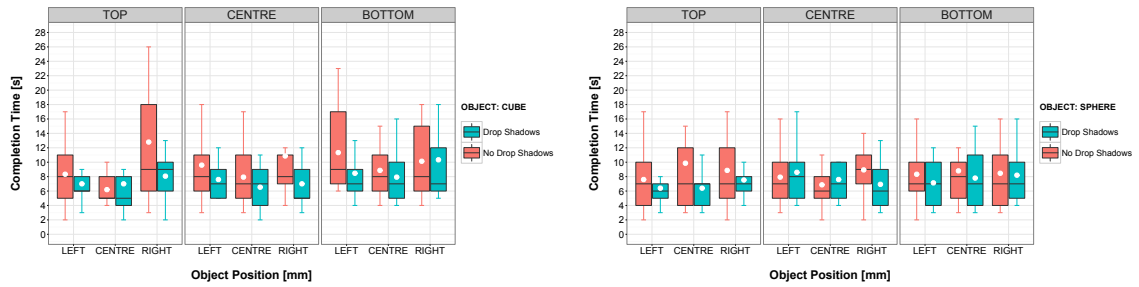 TOP CENTRE BOTTOM
Completion Time [s]
28
26
24
22
20
18
16
14
12
10
8
6
4
2
0
LEFT CENTRE RIGHT LEFT CENTRE RIGHT LEFT CENTRE RIGHT
Object Position [mm]
OBJECT: CUBE
Drop Shadows
No Drop Shadows
TOP CENTRE BOTTOM
Completion Time [s]
28
26
24
22
20
18
16
14
12
10
8
6
4
2
0
LEFT CENTRE RIGHT LEFT CENTRE RIGHT LEFT CENTRE RIGHT
Object Position [mm]
OBJECT: SPHERE
Drop Shadows
No Drop Shadows